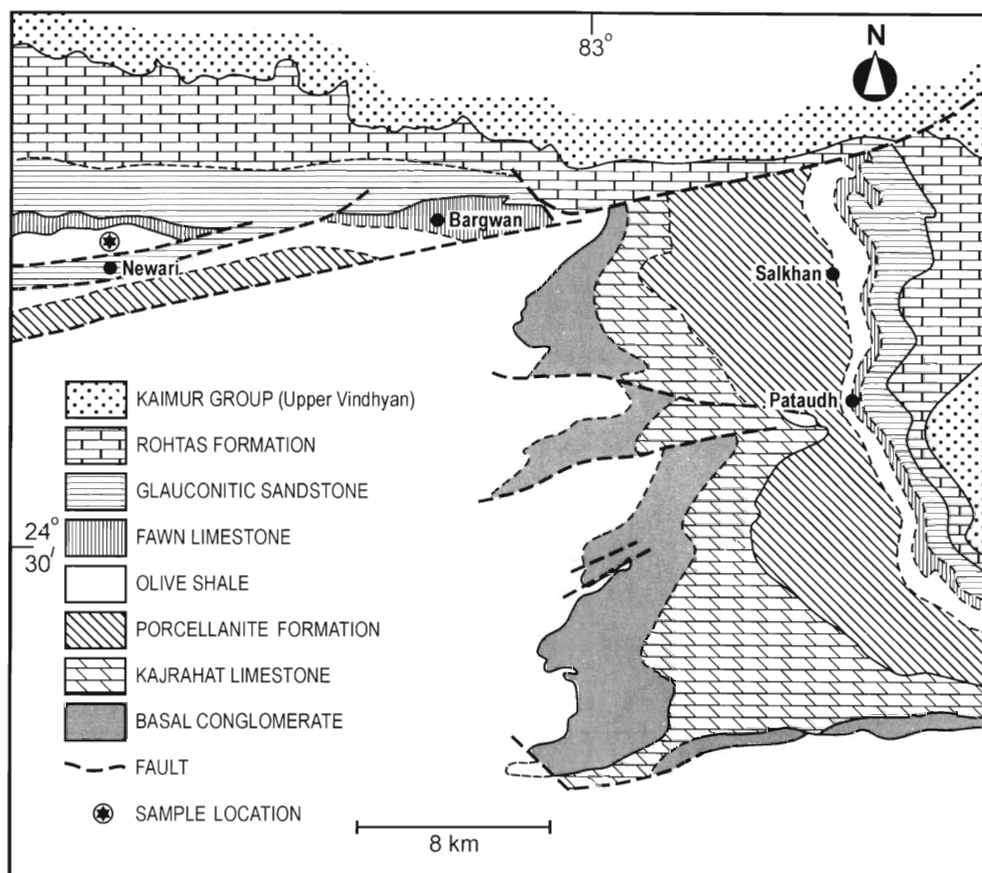 83°
N
Bargwan
Newari
Salkhan
Pataudh
24°
30'
KAIMUR GROUP (Upper Vindhyan)
ROHTAS FORMATION
GLAUCONITIC SANDSTONE
FAWN LIMESTONE
OLIVE SHALE
PORCELLANITE FORMATION
KAJRAHAT LIMESTONE
BASAL CONGLOMERATE
FAULT
SAMPLE LOCATION
8 km